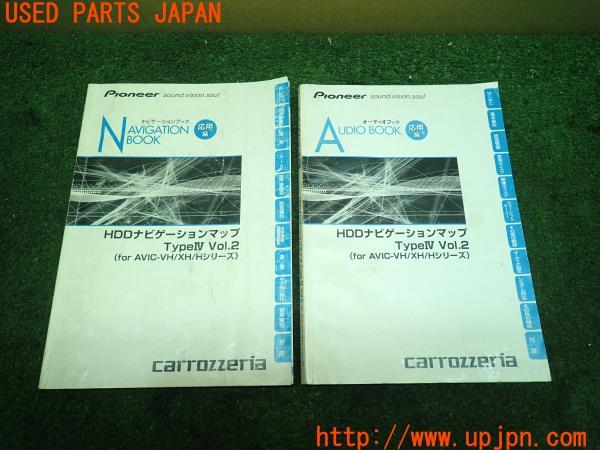 USED PARTS JAPAN
Pioneer sound.vision.soul
ナビゲーションブック
NAVIGATION BOOK
応用編
HDDナビゲーションマップ
TypeⅣ Vol.2
(for AVIC-VH/XH/Hシリーズ)
carrozzeria
Pioneer sound.vision.soul
オーディオブック
AUDIO BOOK
応用編
HDDナビゲーションマップ
TypeⅣ Vol.2
(for AVIC-VH/XH/Hシリーズ)
carrozzeria
http://www.upjpn.com/